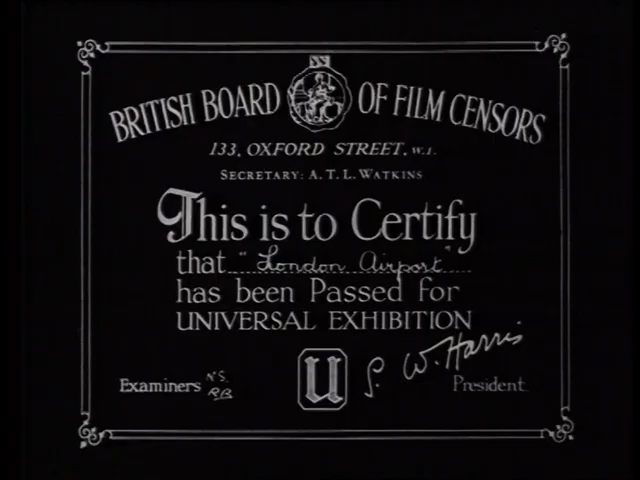 BRITISH BOARD OF FILM CENSORS
133, OXFORD STREET, W.1.
SECRETARY: A. T. L. WATKINS
This is to Certify
that "London Airport"
has been Passed for
UNIVERSAL EXHIBITION
Examiners N.S.
R.B.
U
S. W. Harris
President